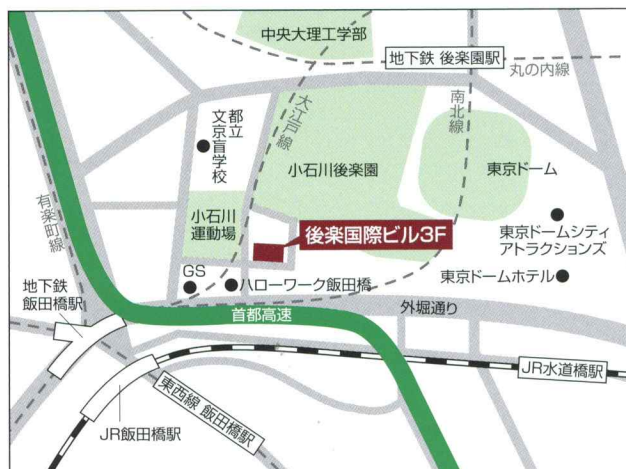 中央大理工学部
地下鉄 後楽園駅
丸の内線
大江戸線
南北線
都立
文京盲学校
小石川後楽園
東京ドーム
有楽町線
小石川
運動場
後楽国際ビル3F
東京ドームシティ
アトラクションズ
GS
ハローワーク飯田橋
東京ドームホテル
地下鉄
飯田橋駅
首都高速
外堀通り
JR水道橋駅
東西線 飯田橋駅
JR飯田橋駅